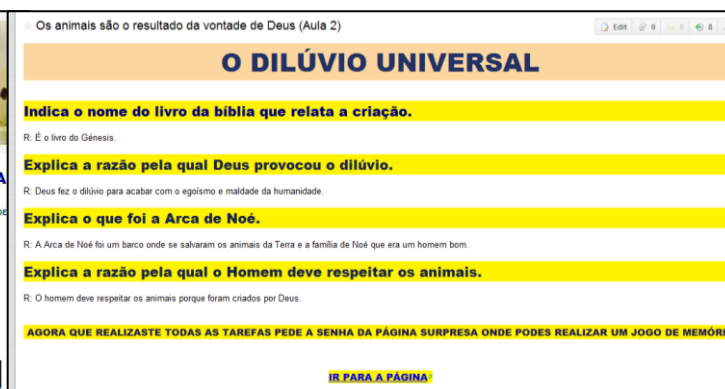 Os animais são o resultado da vontade de Deus (Aula 2)
Edit 0 0 8
O DILÚVIO UNIVERSAL
Indica o nome do livro da bíblia que relata a criação.
R: É o livro do Génesis.
Explica a razão pela qual Deus provocou o dilúvio.
R: Deus fez o dilúvio para acabar com o egoísmo e maldade da humanidade.
Explica o que foi a Arca de Noé.
R: A Arca de Noé foi um barco onde se salvaram os animais da Terra e a família de Noé que era um homem bom.
Explica a razão pela qual o Homem deve respeitar os animais.
R: O homem deve respeitar os animais porque foram criados por Deus.
AGORA QUE REALIZASTE TODAS AS TAREFAS PEDE A SENHA DA PÁGINA SURPRESA ONDE PODES REALIZAR UM JOGO DE MEMÓRI
IR PARA A PÁGINA